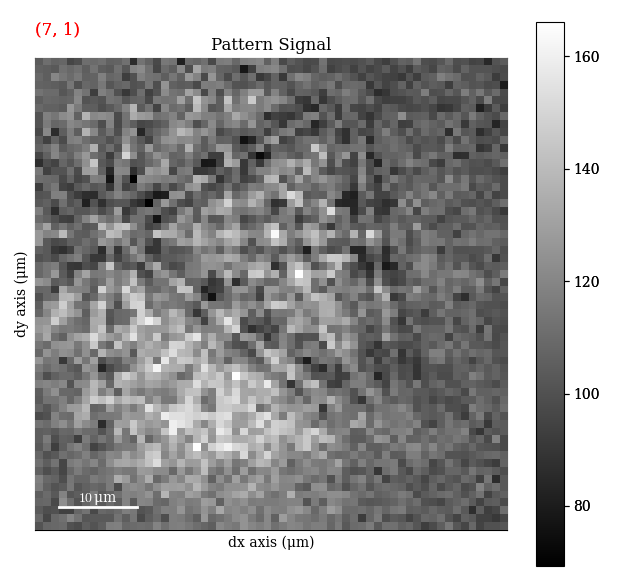 (7, 1)
Pattern Signal
160
140
120
100
80
dy axis (µm)
10 µm
dx axis (µm)